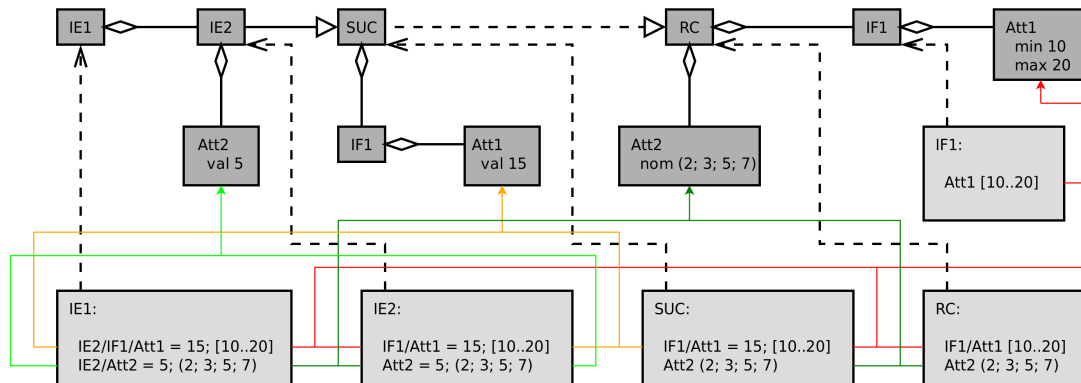 IE1
IE2
SUC
RC
IF1
Att1
min 10
max 20
Att2
val 5
IF1
Att1
val 15
Att2
nom (2; 3; 5; 7)
IF1:
Att1 [10..20]
IE1:
IE2/IF1/Att1 = 15; [10..20]
IE2/Att2 = 5; (2; 3; 5; 7)
IE2:
IF1/Att1 = 15; [10..20]
Att2 = 5; (2; 3; 5; 7)
SUC:
IF1/Att1 = 15; [10..20]
Att2 (2; 3; 5; 7)
RC:
IF1/Att1 [10..20]
Att2 (2; 3; 5; 7)